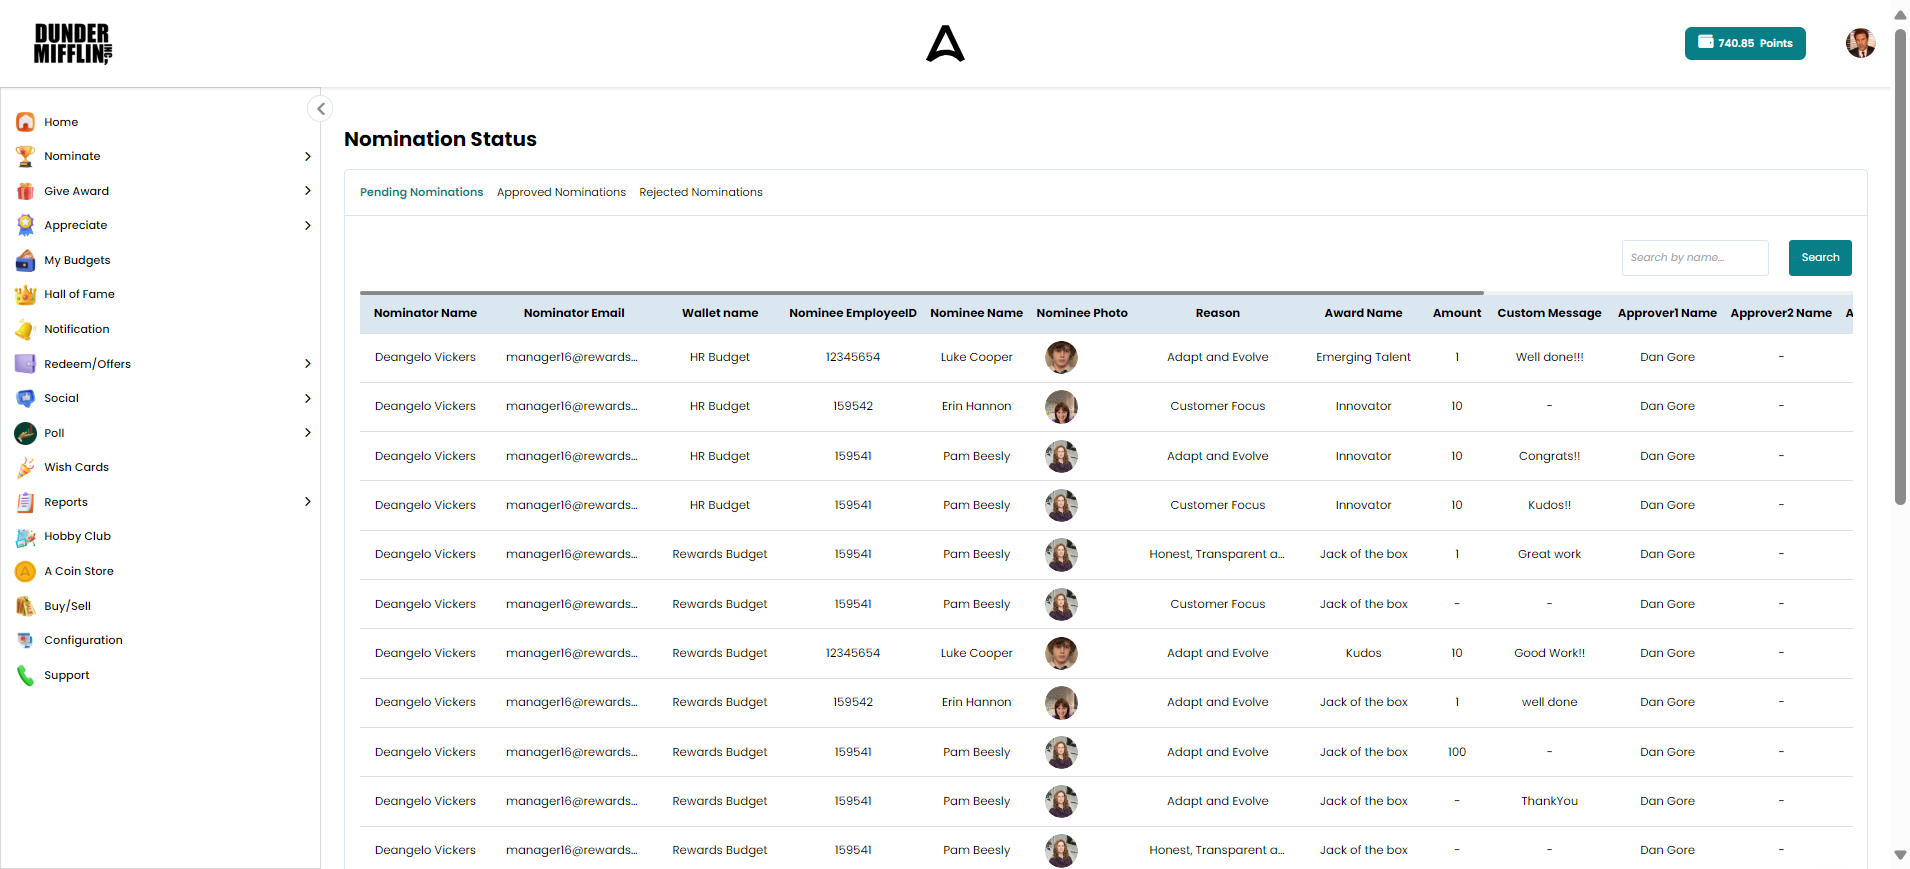 DUNDER
MIFFLIN, INC
740.85 Points
Home
Nominate
Give Award
Appreciate
My Budgets
Hall of Fame
Notification
Redeem/Offers
Social
Poll
Wish Cards
Reports
Hobby Club
A Coin Store
Buy/Sell
Configuration
Support
Nomination Status
Pending Nominations Approved Nominations Rejected Nominations
Search by name... Search
Nominator Name Nominator Email Wallet name Nominee EmployeeID Nominee Name Nominee Photo Reason Award Name Amount Custom Message Approver1 Name Approver2 Name A
Deangelo Vickers manager16@rewards... HR Budget 12345654 Luke Cooper Adapt and Evolve Emerging Talent 1 Well done!!! Dan Gore -
Deangelo Vickers manager16@rewards... HR Budget 159542 Erin Hannon Customer Focus Innovator 10 - Dan Gore -
Deangelo Vickers manager16@rewards... HR Budget 159541 Pam Beesly Adapt and Evolve Innovator 10 Congrats!! Dan Gore -
Deangelo Vickers manager16@rewards... HR Budget 159541 Pam Beesly Customer Focus Innovator 10 Kudos!! Dan Gore -
Deangelo Vickers manager16@rewards... Rewards Budget 159541 Pam Beesly Honest, Transparent a... Jack of the box 1 Great work Dan Gore -
Deangelo Vickers manager16@rewards... Rewards Budget 159541 Pam Beesly Customer Focus Jack of the box - - Dan Gore -
Deangelo Vickers manager16@rewards... Rewards Budget 12345654 Luke Cooper Adapt and Evolve Kudos 10 Good Work!! Dan Gore -
Deangelo Vickers manager16@rewards... Rewards Budget 159542 Erin Hannon Adapt and Evolve Jack of the box 1 well done Dan Gore -
Deangelo Vickers manager16@rewards... Rewards Budget 159541 Pam Beesly Adapt and Evolve Jack of the box 100 - Dan Gore -
Deangelo Vickers manager16@rewards... Rewards Budget 159541 Pam Beesly Adapt and Evolve Jack of the box - ThankYou Dan Gore -
Deangelo Vickers manager16@rewards... Rewards Budget 159541 Pam Beesly Honest, Transparent a... Jack of the box - - Dan Gore -